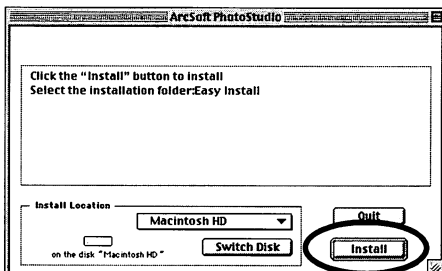 ArcSoft PhotoStudio
Click the “Install” button to install
Select the installation folder:Easy Install
Install Location
Macintosh HD
Quit
on the disk "Macintosh HD"
Switch Disk
Install